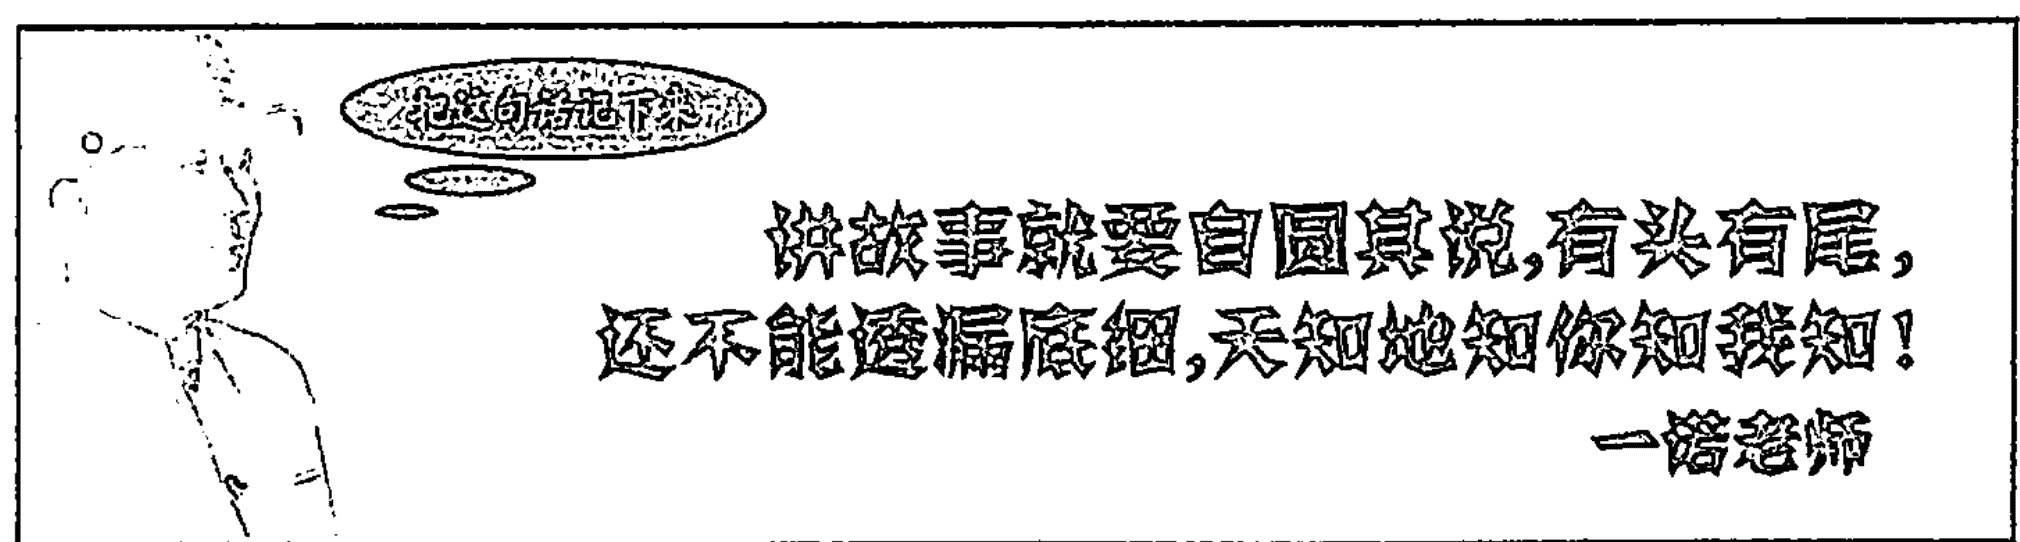 把这句话记下来
讲故事就要自圆其说,有头有尾,
还不能透漏底细,天知地知你知我知!
一诺老师